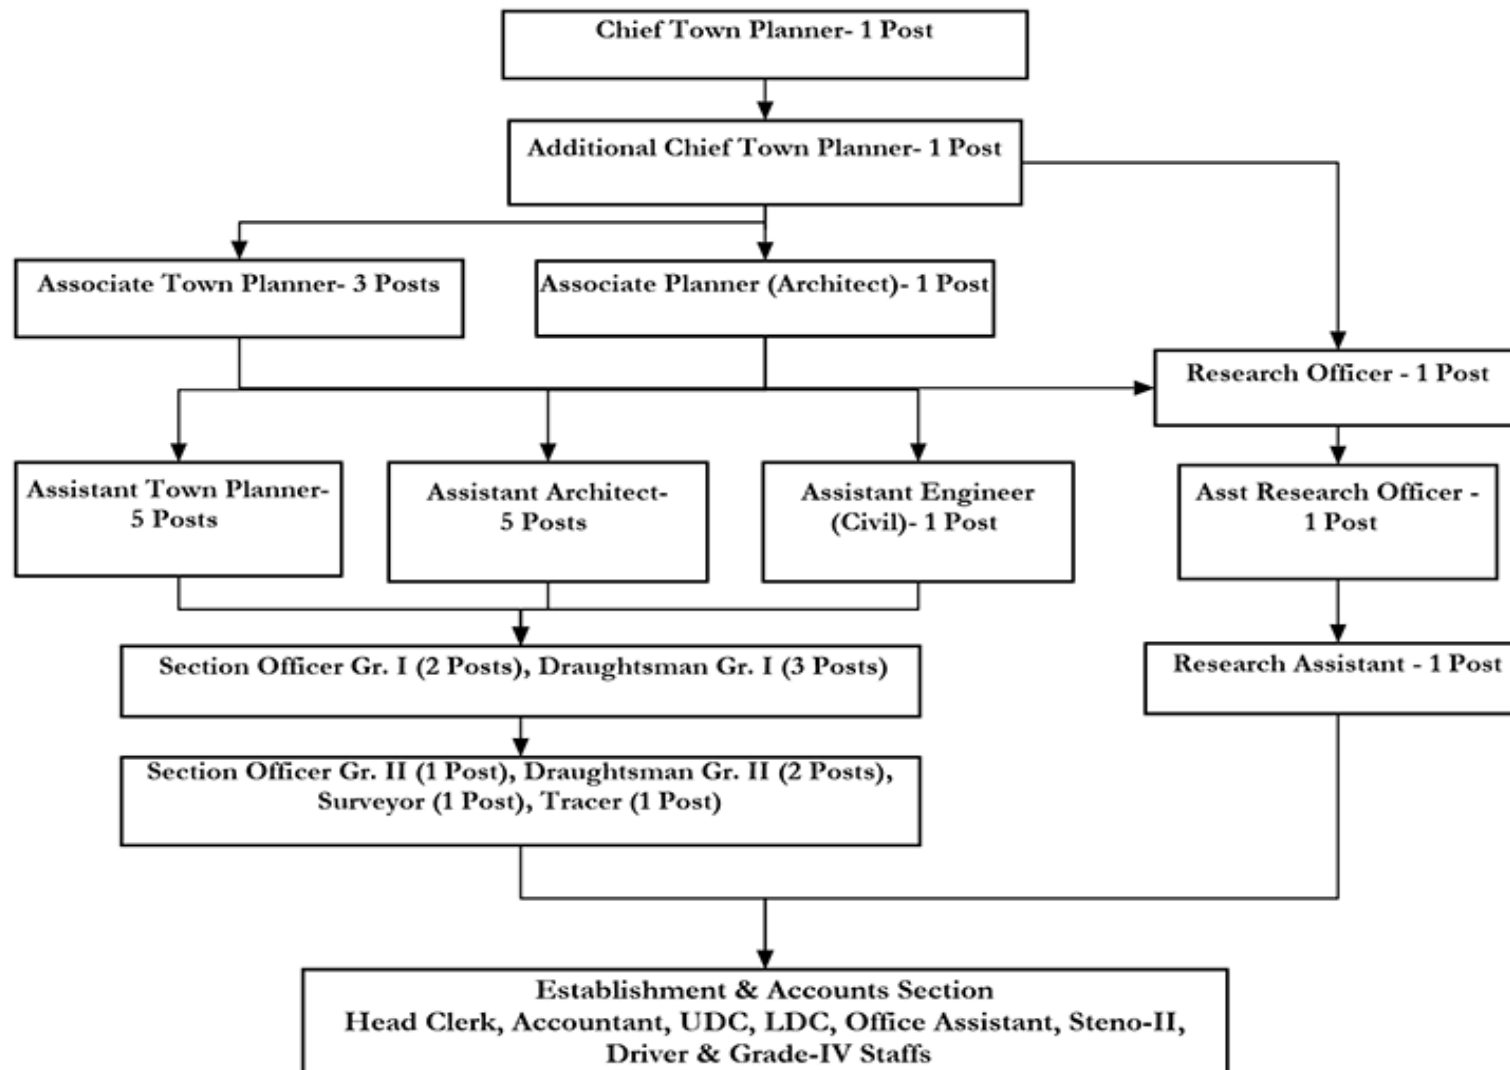 Chief Town Planner- 1 Post
Additional Chief Town Planner- 1 Post
Associate Town Planner- 3 Posts
Associate Planner (Architect)- 1 Post
Research Officer - 1 Post
Assistant Town Planner-
5 Posts
Assistant Architect-
5 Posts
Assistant Engineer
(Civil)- 1 Post
Asst Research Officer -
1 Post
Section Officer Gr. I (2 Posts), Draughtsman Gr. I (3 Posts)
Research Assistant - 1 Post
Section Officer Gr. II (1 Post), Draughtsman Gr. II (2 Posts),
Surveyor (1 Post), Tracer (1 Post)
Establishment & Accounts Section
Head Clerk, Accountant, UDC, LDC, Office Assistant, Steno-II,
Driver & Grade-IV Staffs